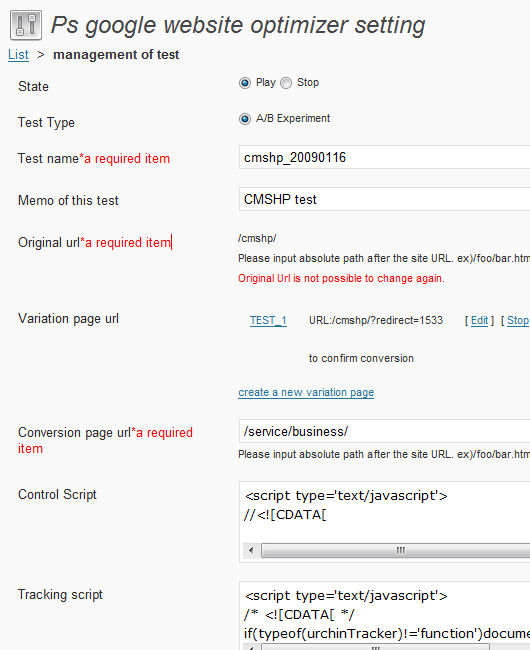 Ps google website optimizer setting
List > management of test
State Play Stop
Test Type A/B Experiment
Test name*a required item cmshp_20090116
Memo of this test CMSHP test
Original url*a required item /cmshp/
Please input absolute path after the site URL. ex)/foo/bar.htm
Original Url is not possible to change again.
Variation page url TEST_1 URL:/cmshp/?redirect=1533 [ Edit ] [ Stop
to confirm conversion
create a new variation page
Conversion page url*a required item /service/business/
Please input absolute path after the site URL. ex)/foo/bar.htm
Control Script <script type='text/javascript'>
//<![CDATA[
Tracking script <script type='text/javascript'>
/* <![CDATA[ */
if(typeof(urchinTracker)!='function')docume